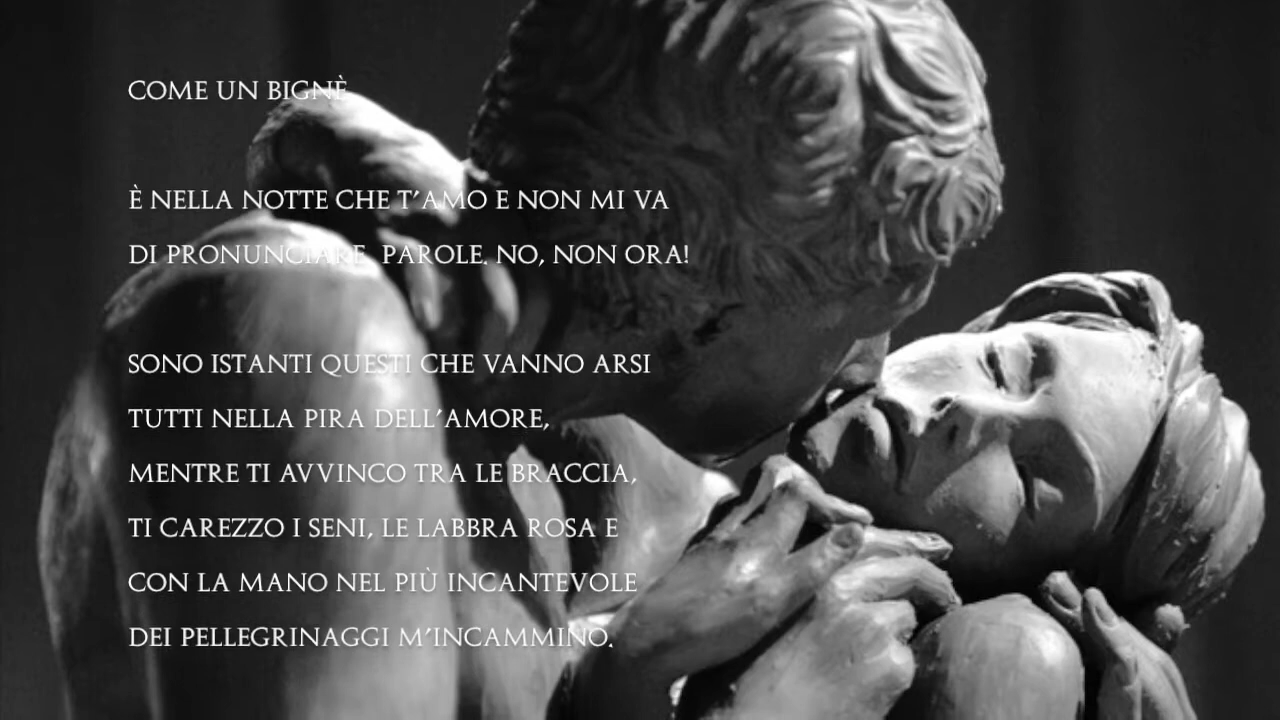 COME UN BIGNÈ
È NELLA NOTTE CHE T'AMO E NON MI VA
DI PRONUNCIARE PAROLE. NO, NON ORA!
SONO ISTANTI QUESTI CHE VANNO ARSI
TUTTI NELLA PIRA DELL'AMORE,
MENTRE TI AVVINCO TRA LE BRACCIA,
TI CAREZZO I SENI, LE LABBRA ROSA E
CON LA MANO NEL PIÙ INCANTEVOLE
DEI PELLEGRINAGGI M'INCAMMINO.